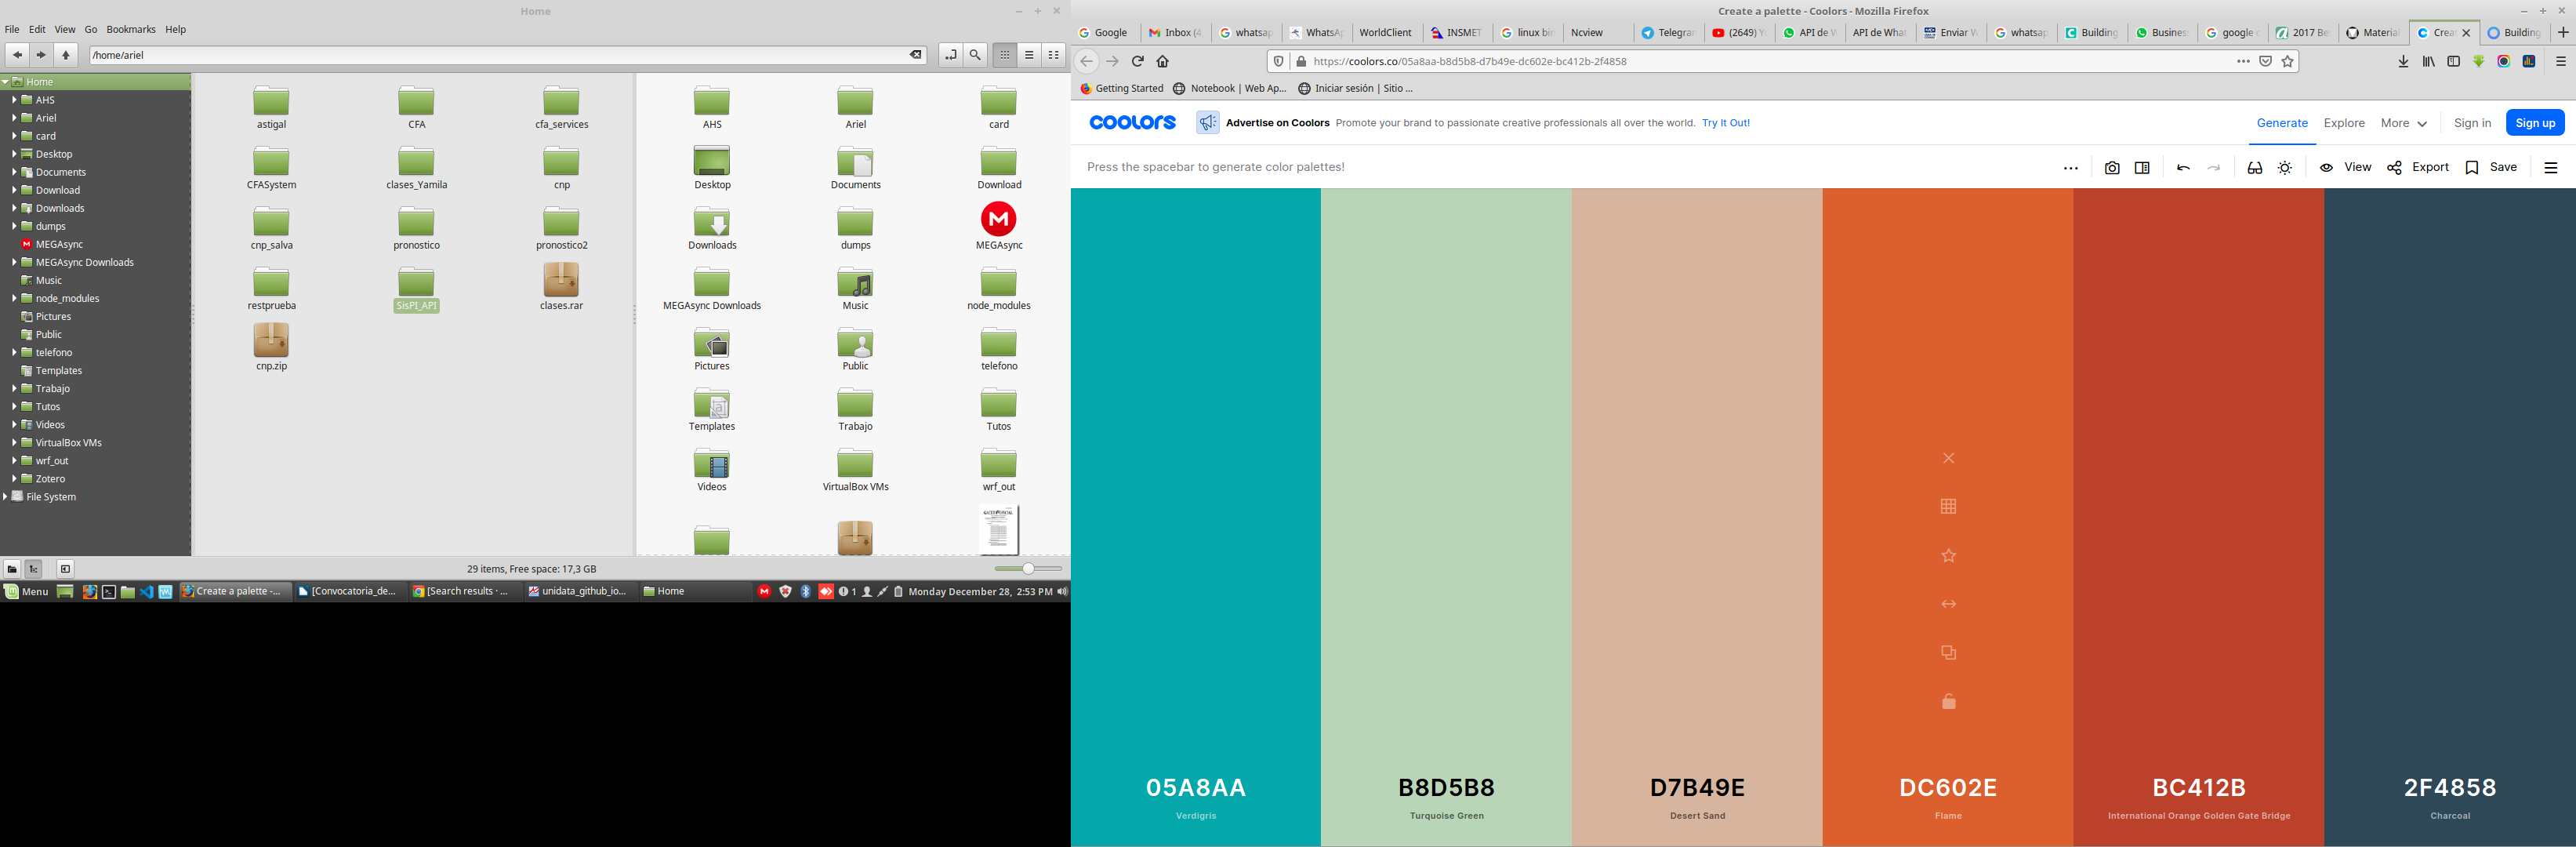 Home
File Edit View Go Bookmarks Help
/home/ariel
Home
AHS
Ariel
card
Desktop
Documents
Download
Downloads
dumps
MEGAsync
MEGAsync Downloads
Music
node_modules
Pictures
Public
telefono
Templates
Trabajo
Tutos
Videos
VirtualBox VMs
wrf_out
Zotero
File System
astigal CFA cfa_services
CFASystem clases_Yamila cnp
cnp_salva pronostico pronostico2
restprueba SisPI_API clases.rar
cnp.zip
AHS Ariel card
Desktop Documents Download
Downloads dumps MEGAsync
MEGAsync Downloads Music node_modules
Pictures Public telefono
Templates Trabajo Tutos
Videos VirtualBox VMs wrf_out
29 items, Free space: 17,3 GB
Menu Create a palette -... [Convocatoria_de... [Search results · ... unidata_github_io... Home 1 Monday December 28, 2:53 PM
Create a palette - Coolors - Mozilla Firefox
Google Inbox (4 whatsap WhatsA WorldClient INSMET linux bin Ncview Telegra (2649) Y API de W API de What Enviar W whatsap Building Busines google c 2017 Be Material Crea Building
https://coolors.co/05a8aa-b8d5b8-d7b49e-dc602e-bc412b-2f4858
Getting Started Notebook | Web Ap... Iniciar sesión | Sitio ...
coolors Advertise on Coolors Promote your brand to passionate creative professionals all over the world. Try It Out! Generate Explore More Sign in Sign up
Press the spacebar to generate color palettes! View Export Save
05A8AA B8D5B8 D7B49E DC602E BC412B 2F4858
Verdigris Turquoise Green Desert Sand Flame International Orange Golden Gate Bridge Charcoal